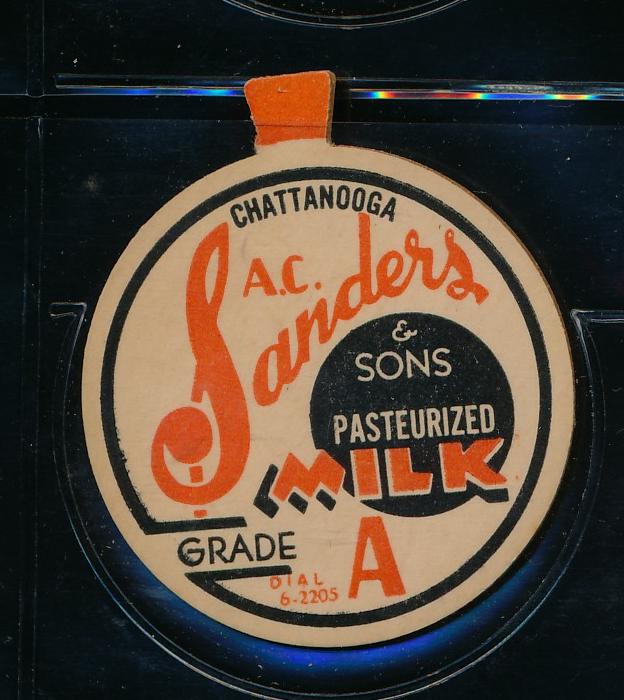 CHATTANOOGA
A.C.
Sanders
& SONS
PASTEURIZED
MILK
GRADE A
DIAL
6-2205